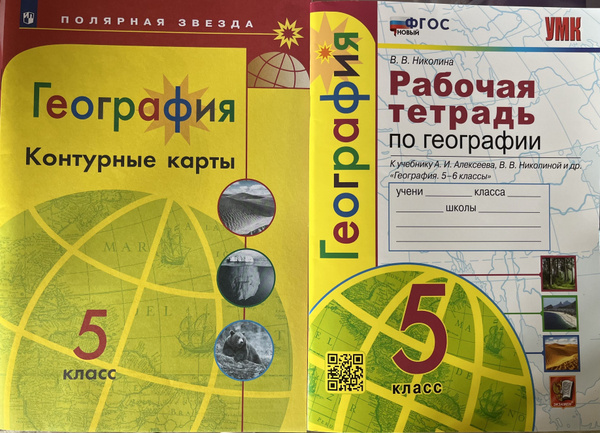 ПОЛЯРНАЯ ЗВЕЗДА
География
Контурные карты
5
класс
География
ФГОС
НОВЫЙ
УМК
В. В. Николина
Рабочая
тетрадь
по географии
К учебнику А. И. Алексеева, В. В. Николиной и др.
«География. 5–6 классы»
учени класса
школы
5
класс
ЭКЗАМЕН